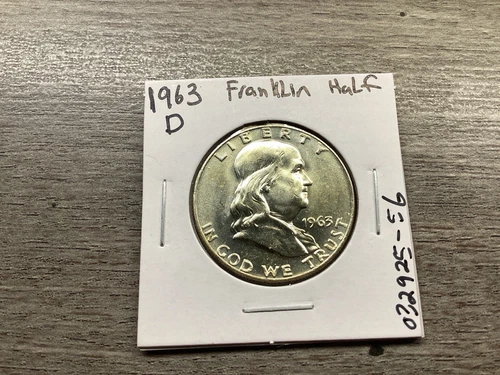 1963 Franklin Half
D
LIBERTY
1963
IN GOD WE TRUST
032925-56